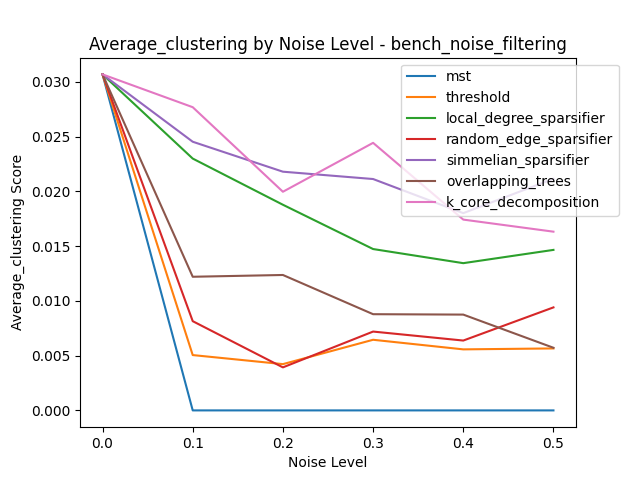 Average_clustering by Noise Level - bench_noise_filtering
mst
threshold
local_degree_sparsifier
random_edge_sparsifier
simmelian_sparsifier
overlapping_trees
k_core_decomposition
Average_clustering Score
0.030
0.025
0.020
0.015
0.010
0.005
0.000
0.0 0.1 0.2 0.3 0.4 0.5
Noise Level